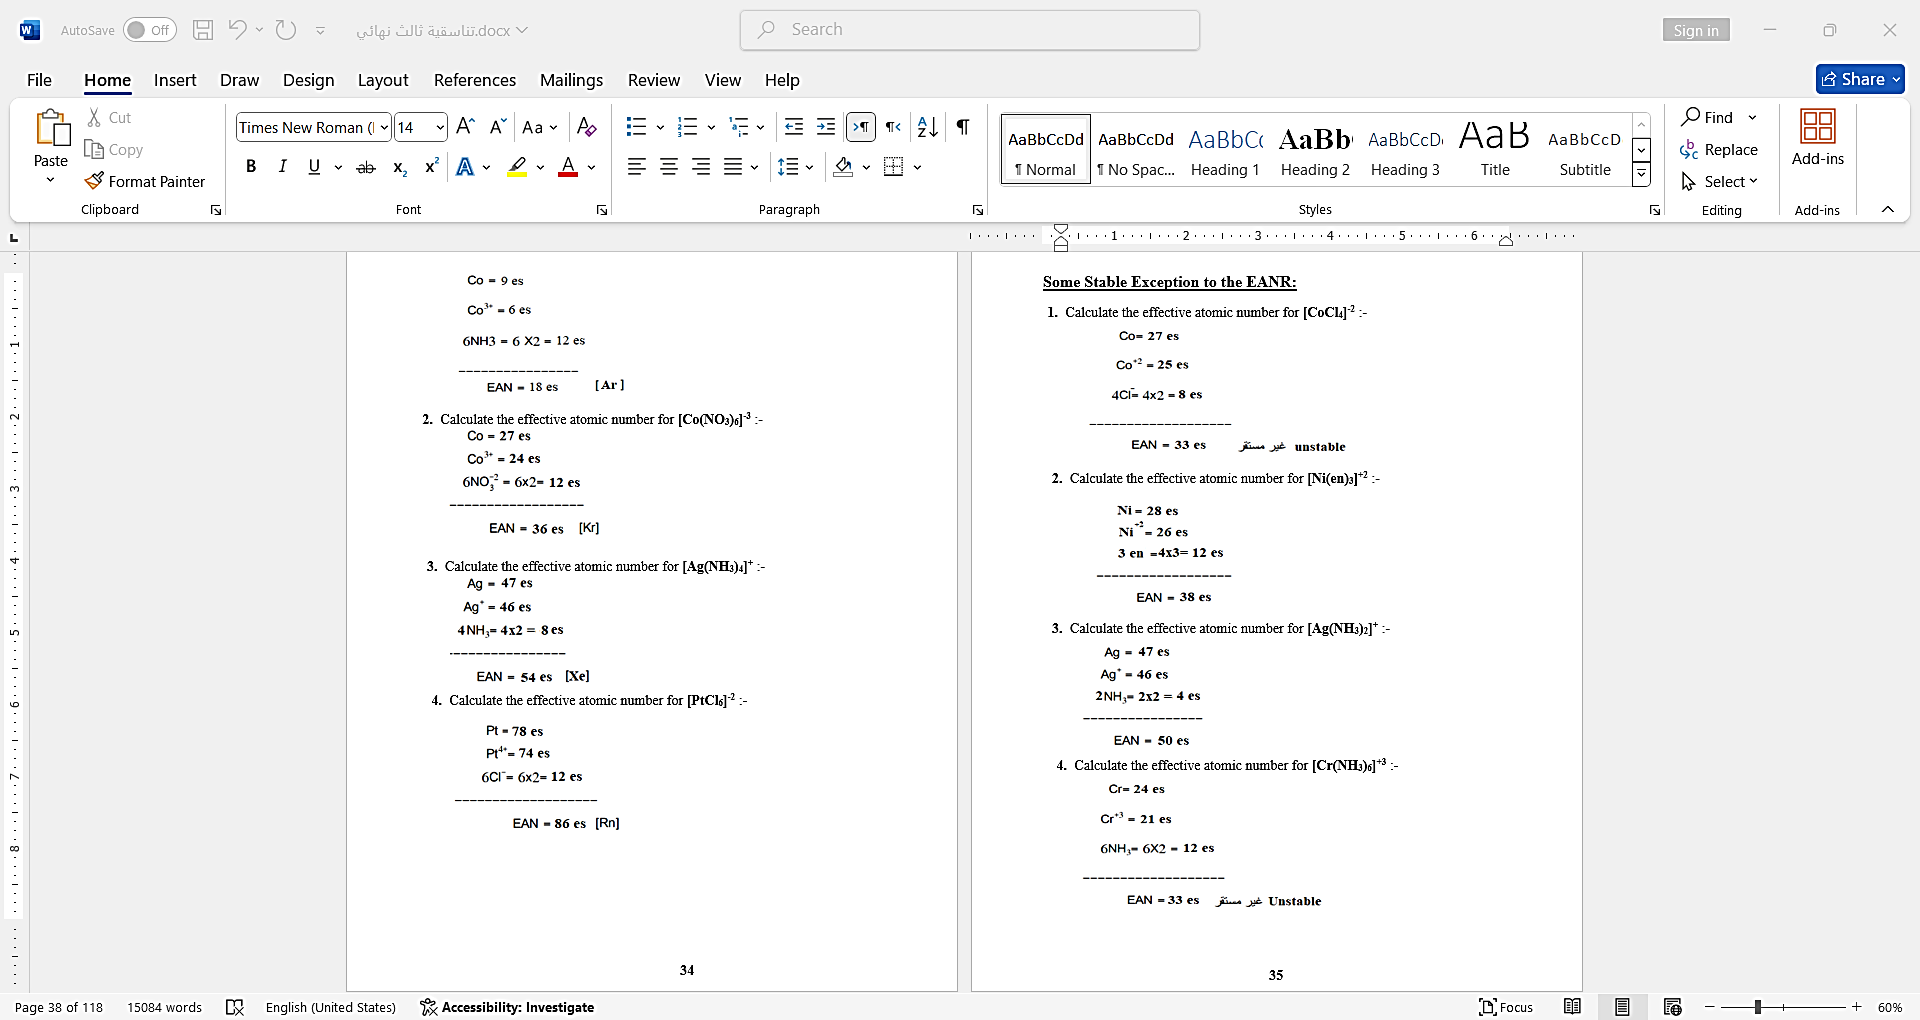 AutoSave Off تناسقية ثالث نهائي.docx Search Sign in
File Home Insert Draw Design Layout References Mailings Review View Help Share
Paste Cut Copy Format Painter Clipboard
Times New Roman ( 14 Font
Paragraph
AaBbCcDd ¶ Normal
AaBbCcDd ¶ No Spac...
AaBbC Heading 1
AaBb Heading 2
AaBbCcD Heading 3
AaB Title
AaBbCcD Subtitle
Styles
Find Replace Select Editing
Add-ins Add-ins
1 2 3 4 5 6
Co = 9 es
Co³⁺ = 6 es
6NH3 = 6 X2 = 12 es
EAN = 18 es [ Ar ]
2. Calculate the effective atomic number for [Co(NO₃)₆]⁻³ :-
Co = 27 es
Co³⁺ = 24 es
6NO₃⁻² = 6x2= 12 es
EAN = 36 es [Kr]
3. Calculate the effective atomic number for [Ag(NH₃)₄]⁺ :-
Ag = 47 es
Ag⁺ = 46 es
4NH₃= 4x2 = 8 es
EAN = 54 es [Xe]
4. Calculate the effective atomic number for [PtCl₆]⁻² :-
Pt = 78 es
Pt⁴⁺= 74 es
6Cl⁻= 6x2= 12 es
EAN = 86 es [Rn]
34
Some Stable Exception to the EANR:
1. Calculate the effective atomic number for [CoCl₄]⁻² :-
Co= 27 es
Co⁺² = 25 es
4Cl⁻= 4x2 = 8 es
EAN = 33 es غير مستقر unstable
2. Calculate the effective atomic number for [Ni(en)₃]⁺² :-
Ni = 28 es
Ni⁺² = 26 es
3 en =4x3= 12 es
EAN = 38 es
3. Calculate the effective atomic number for [Ag(NH₃)₂]⁺ :-
Ag = 47 es
Ag⁺ = 46 es
2NH₃= 2x2 = 4 es
EAN = 50 es
4. Calculate the effective atomic number for [Cr(NH₃)₆]⁺³ :-
Cr= 24 es
Cr⁺³ = 21 es
6NH₃= 6X2 = 12 es
EAN = 33 es غير مستقر Unstable
35
Page 38 of 118 15084 words English (United States) Accessibility: Investigate Focus 60%